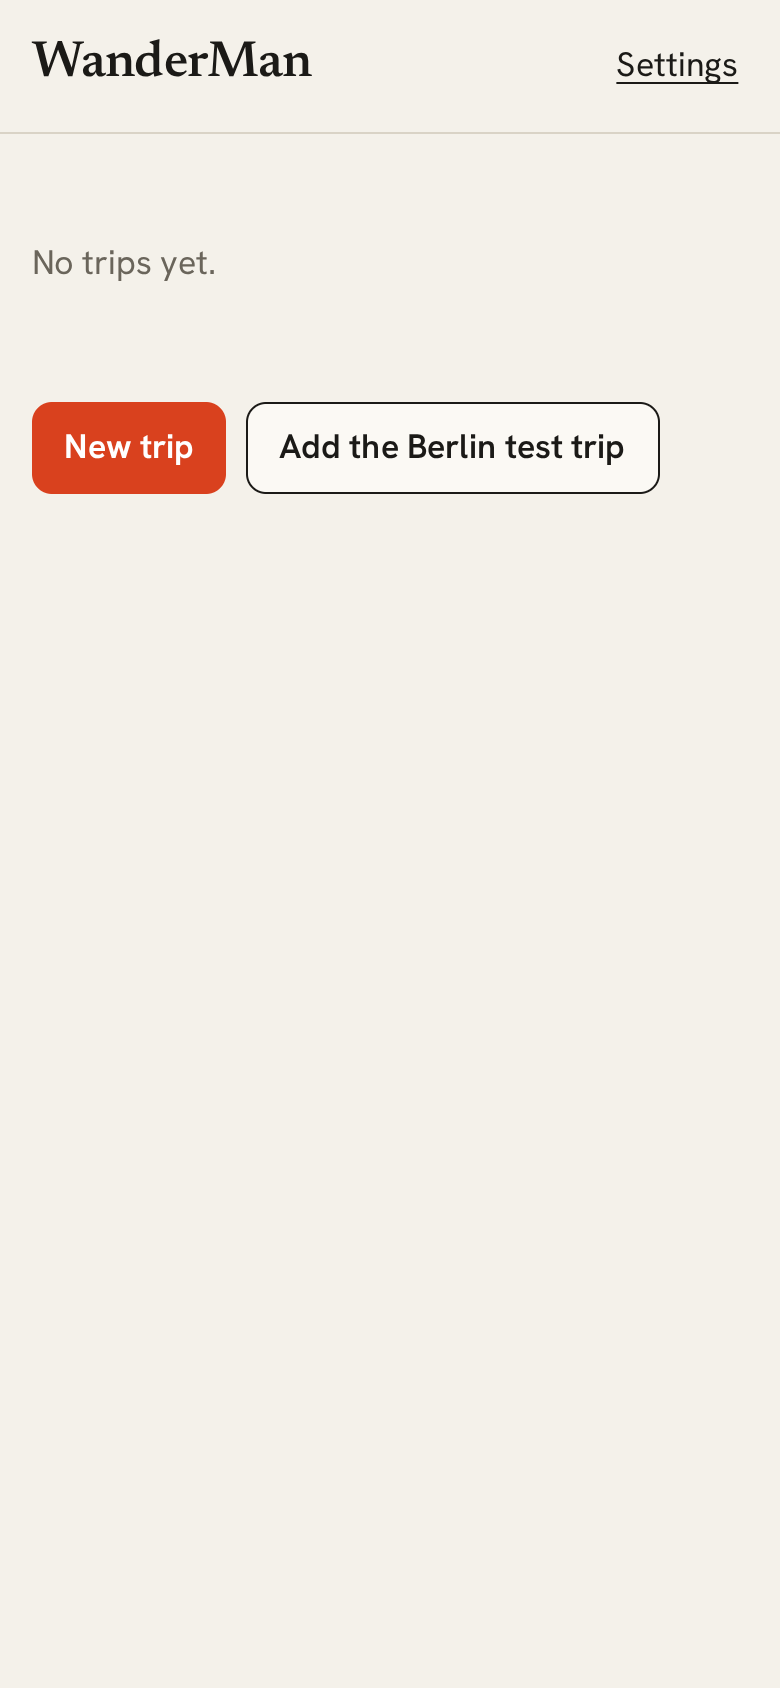 WanderMan
Settings
No trips yet.
New trip
Add the Berlin test trip